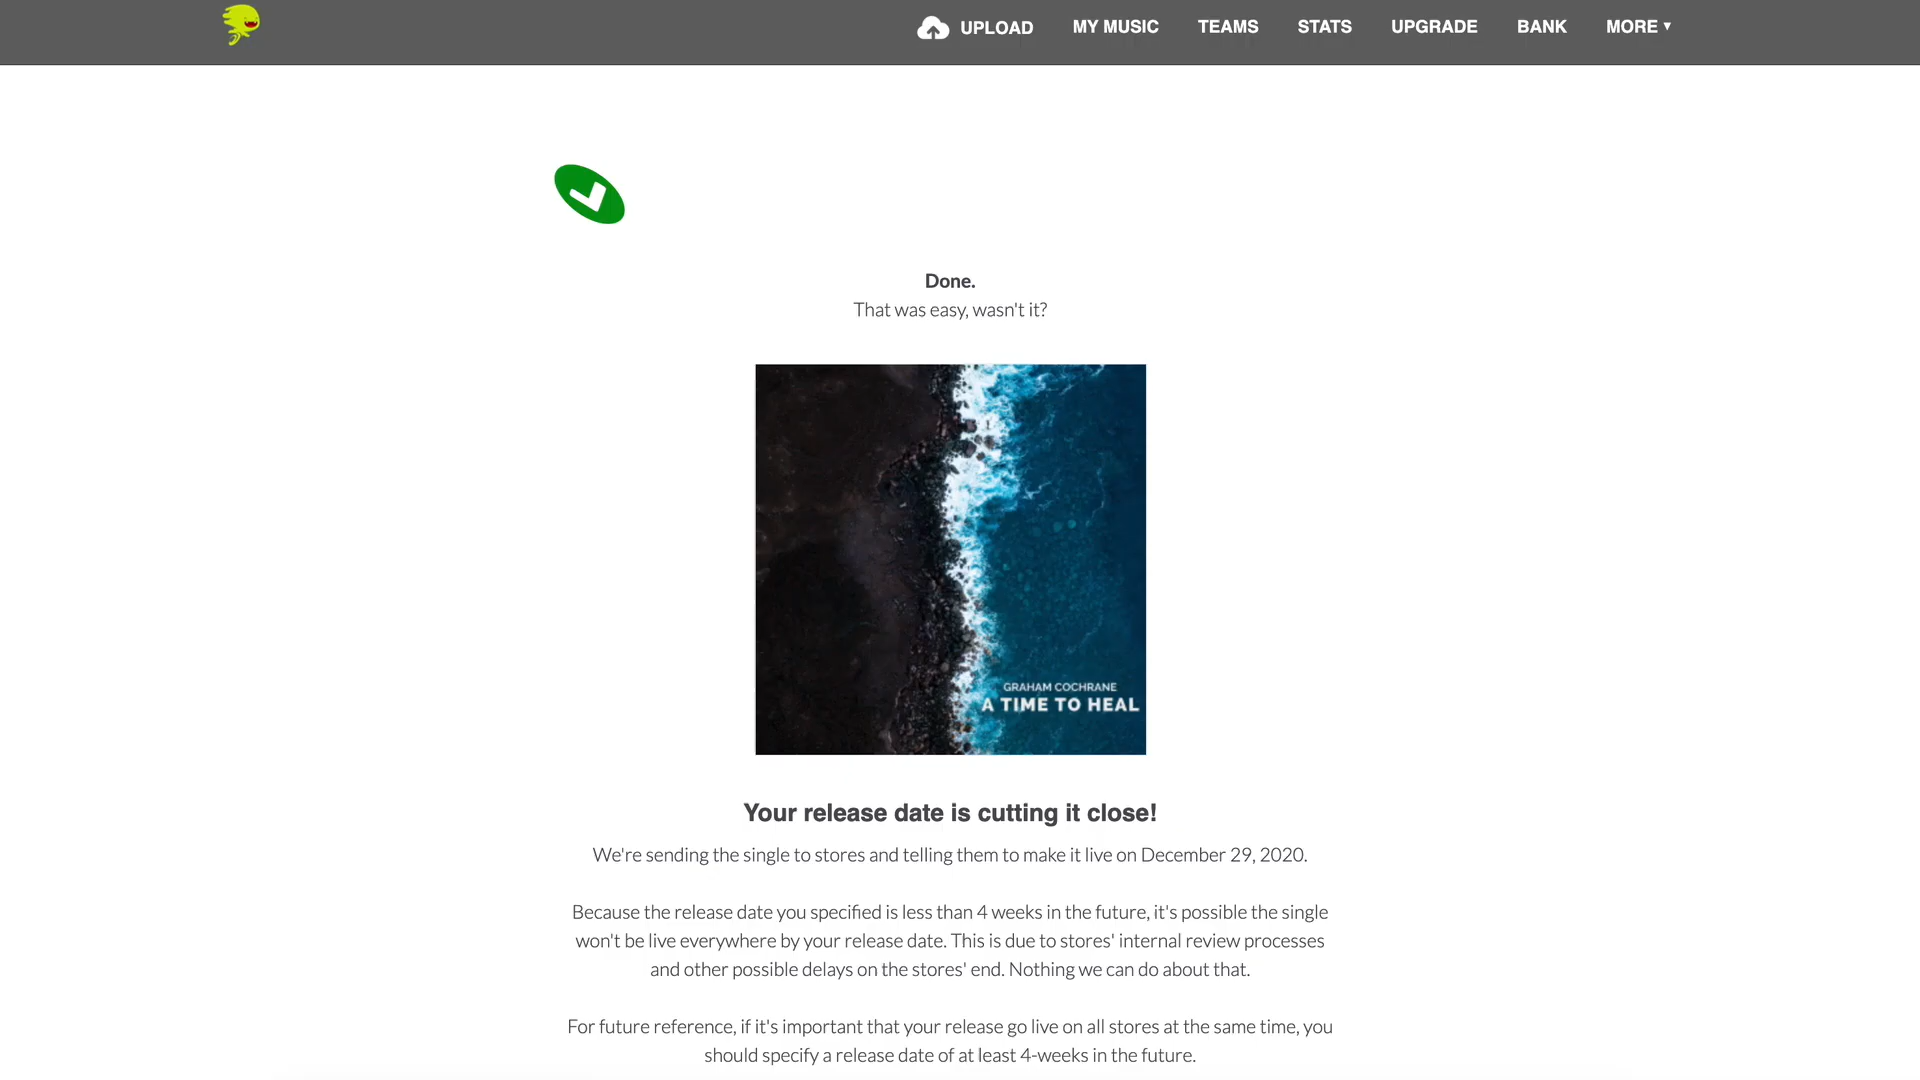 UPLOAD MY MUSIC TEAMS STATS UPGRADE BANK MORE ▾
Done.
That was easy, wasn't it?
GRAHAM COCHRANE
A TIME TO HEAL
Your release date is cutting it close!
We're sending the single to stores and telling them to make it live on December 29, 2020.
Because the release date you specified is less than 4 weeks in the future, it's possible the single
won't be live everywhere by your release date. This is due to stores' internal review processes
and other possible delays on the stores' end. Nothing we can do about that.
For future reference, if it's important that your release go live on all stores at the same time, you
should specify a release date of at least 4-weeks in the future.